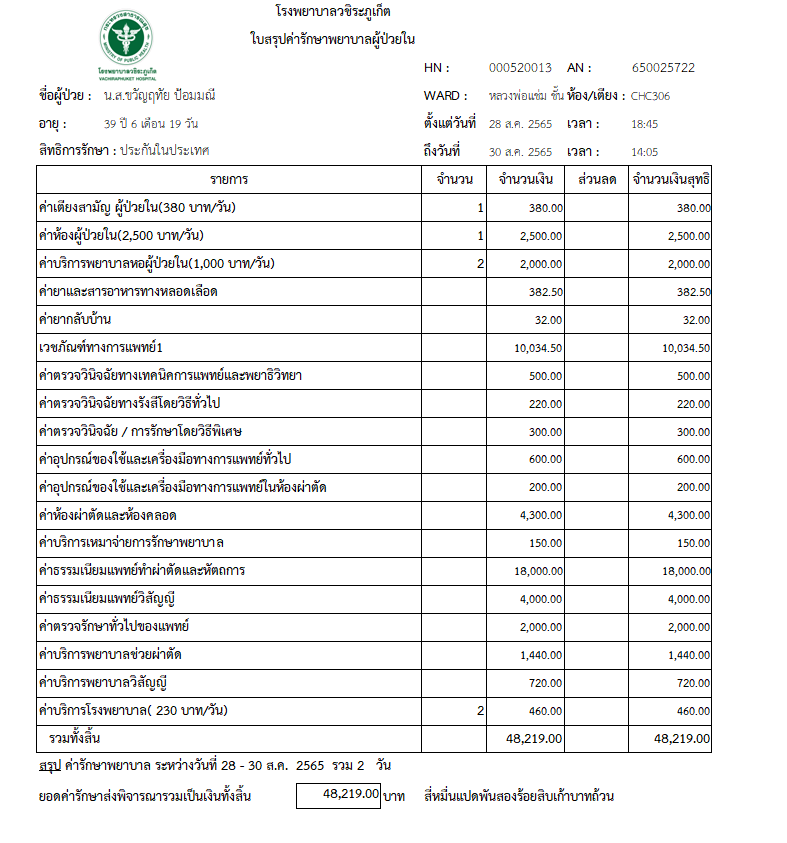 โรงพยาบาลวชิระภูเก็ต
ใบสรุปค่ารักษาพยาบาลผู้ป่วยใน
โรงพยาบาลวชิระภูเก็ต
VACHIRAPHUKET HOSPITAL
HN : 000520013 AN : 650025722
ชื่อผู้ป่วย : น.ส.ขวัญฤทัย ป้อมมณี WARD : หลวงพ่อแช่ม ชั้น ห้อง/เตียง : CHC306
อายุ : 39 ปี 6 เดือน 19 วัน ตั้งแต่วันที่ 28 ส.ค. 2565 เวลา : 18:45
สิทธิการรักษา : ประกันในประเทศ ถึงวันที่ 30 ส.ค. 2565 เวลา : 14:05
รายการ จำนวน จำนวนเงิน ส่วนลด จำนวนเงินสุทธิ
ค่าเตียงสามัญ ผู้ป่วยใน(380 บาท/วัน) 1 380.00 380.00
ค่าห้องผู้ป่วยใน(2,500 บาท/วัน) 1 2,500.00 2,500.00
ค่าบริการพยาบาลหอผู้ป่วยใน(1,000 บาท/วัน) 2 2,000.00 2,000.00
ค่ายาและสารอาหารทางหลอดเลือด 382.50 382.50
ค่ายากลับบ้าน 32.00 32.00
เวชภัณฑ์ทางการแพทย์1 10,034.50 10,034.50
ค่าตรวจวินิจฉัยทางเทคนิคการแพทย์และพยาธิวิทยา 500.00 500.00
ค่าตรวจวินิจฉัยทางรังสีโดยวิธีทั่วไป 220.00 220.00
ค่าตรวจวินิจฉัย / การรักษาโดยวิธีพิเศษ 300.00 300.00
ค่าอุปกรณ์ของใช้และเครื่องมือทางการแพทย์ทั่วไป 600.00 600.00
ค่าอุปกรณ์ของใช้และเครื่องมือทางการแพทย์ในห้องผ่าตัด 200.00 200.00
ค่าห้องผ่าตัดและห้องคลอด 4,300.00 4,300.00
ค่าบริการเหมาจ่ายการรักษาพยาบาล 150.00 150.00
ค่าธรรมเนียมแพทย์ทำผ่าตัดและหัตถการ 18,000.00 18,000.00
ค่าธรรมเนียมแพทย์วิสัญญี 4,000.00 4,000.00
ค่าตรวจรักษาทั่วไปของแพทย์ 2,000.00 2,000.00
ค่าบริการพยาบาลช่วยผ่าตัด 1,440.00 1,440.00
ค่าบริการพยาบาลวิสัญญี 720.00 720.00
ค่าบริการโรงพยาบาล( 230 บาท/วัน) 2 460.00 460.00
รวมทั้งสิ้น 48,219.00 48,219.00
สรุป ค่ารักษาพยาบาล ระหว่างวันที่ 28 - 30 ส.ค. 2565 รวม 2 วัน
ยอดค่ารักษาส่งพิจารณารวมเป็นเงินทั้งสิ้น 48,219.00 บาท สี่หมื่นแปดพันสองร้อยสิบเก้าบาทถ้วน